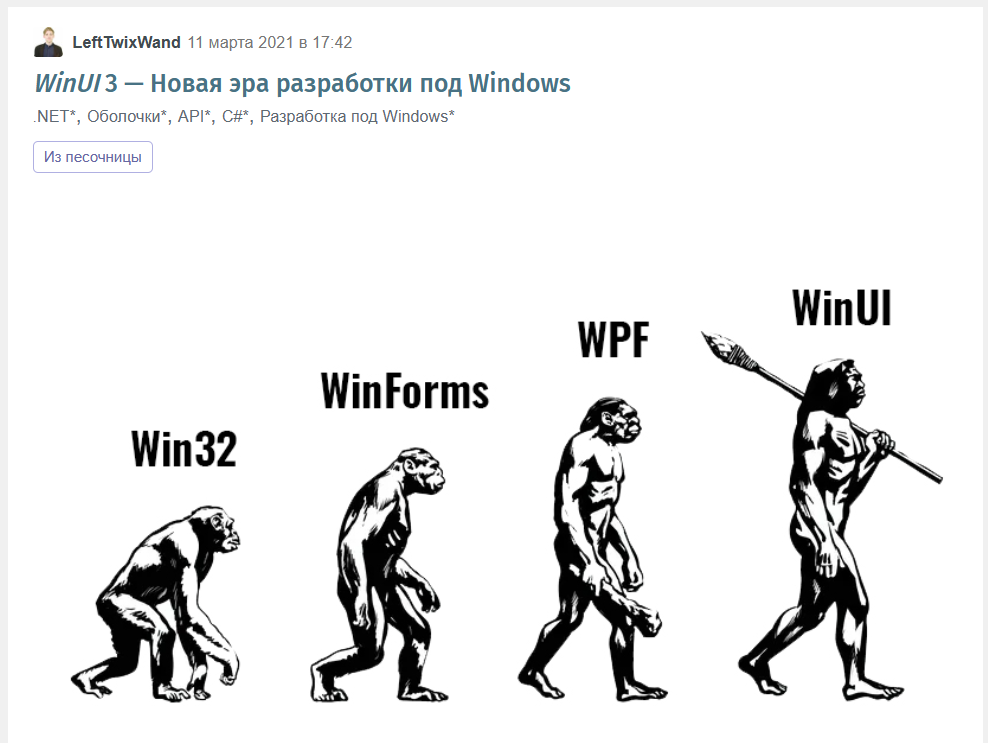 LeftTwixWand 11 марта 2021 в 17:42
WinUI 3 — Новая эра разработки под Windows
.NET*, Оболочки*, API*, C#*, Разработка под Windows*
Из песочницы
WinUI
WPF
WinForms
Win32